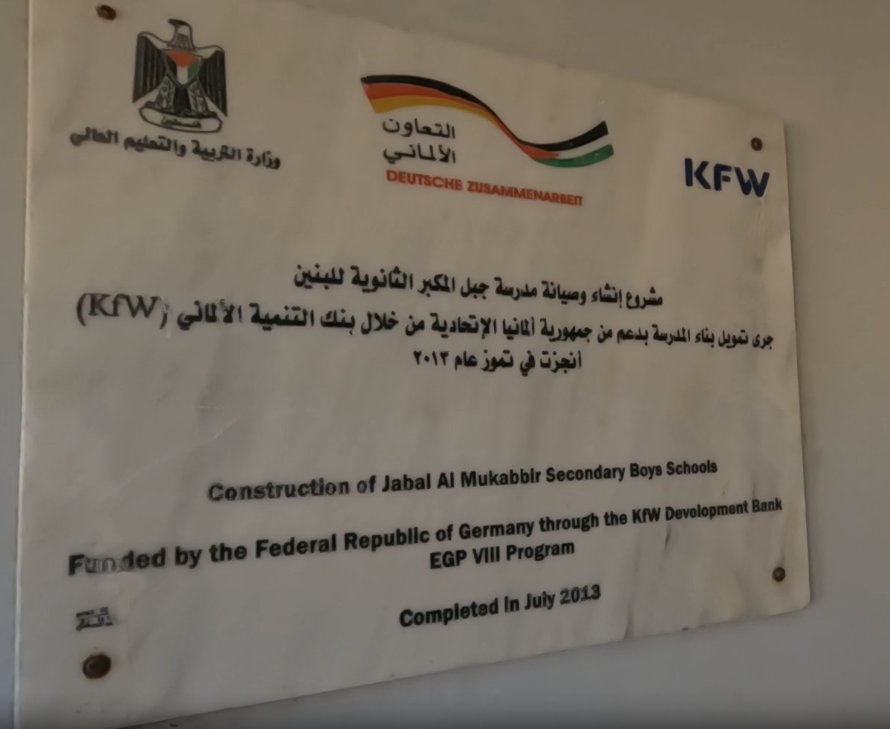 فلسطين
وزارة التربية والتعليم العالي
التعاون
الألماني
DEUTSCHE ZUSAMMENARBEIT
KFW
مشروع إنشاء وصيانة مدرسة جبل المكبر الثانوية للبنين
جرى تمويل بناء المدرسة بدعم من جمهورية ألمانيا الإتحادية من خلال بنك التنمية الألماني (KfW)
أنجزت في تموز عام ٢٠١٣
Construction of Jabal Al Mukabbir Secondary Boys Schools
Funded by the Federal Republic of Germany through the KfW Development Bank
EGP VIII Program
Completed in July 2013